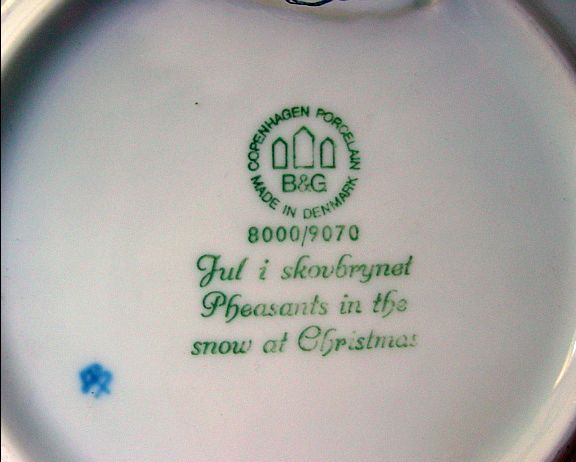 COPENHAGEN PORCELAIN
B&G
MADE IN DENMARK
8000/9070
Jul i skovbrynet
Pheasants in the
snow at Christmas